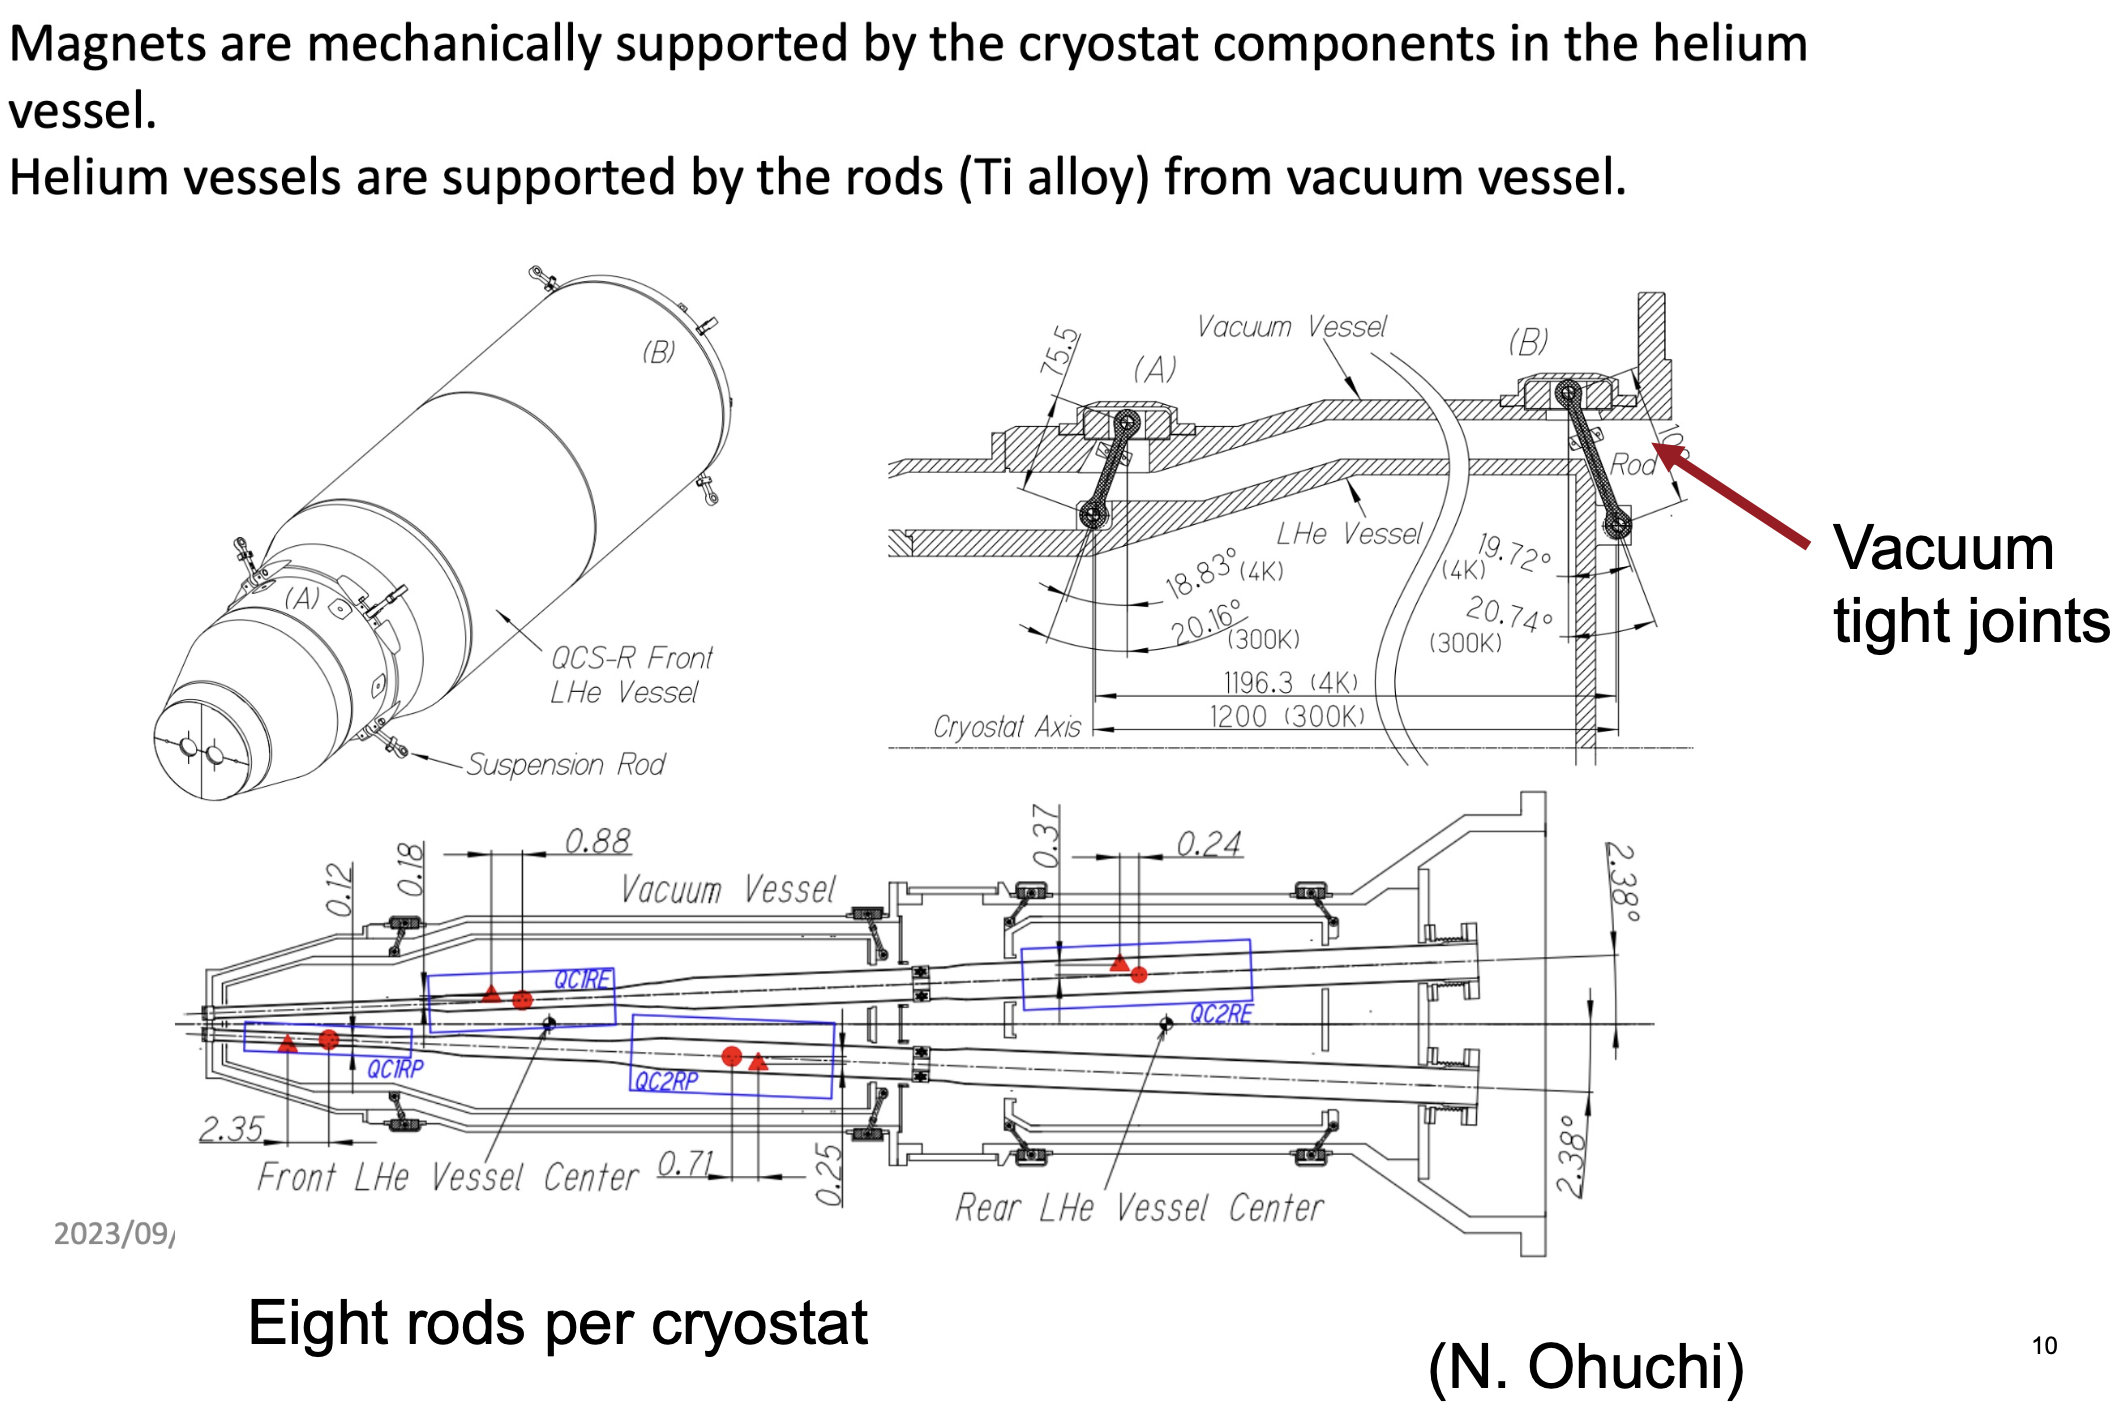 Magnets are mechanically supported by the cryostat components in the helium
vessel.
Helium vessels are supported by the rods (Ti alloy) from vacuum vessel.
(B)
(A)
QCS-R Front
LHe Vessel
Suspension Rod
75.5
(A)
Vacuum Vessel
(B)
Rod
LHe Vessel
18.83° (4K)
20.16°
(300K)
19.72°
(4K)
20.74°
(300K)
1196.3 (4K)
1200 (300K)
Cryostat Axis
Vacuum
tight joints
0.12
0.18
0.88
Vacuum Vessel
0.37
0.24
2.38°
QC1RE
QC2RE
QC1RP
QC2RP
2.35
Front LHe Vessel Center
0.71
0.25
Rear LHe Vessel Center
2.38°
2023/09/
Eight rods per cryostat
(N. Ohuchi)
10